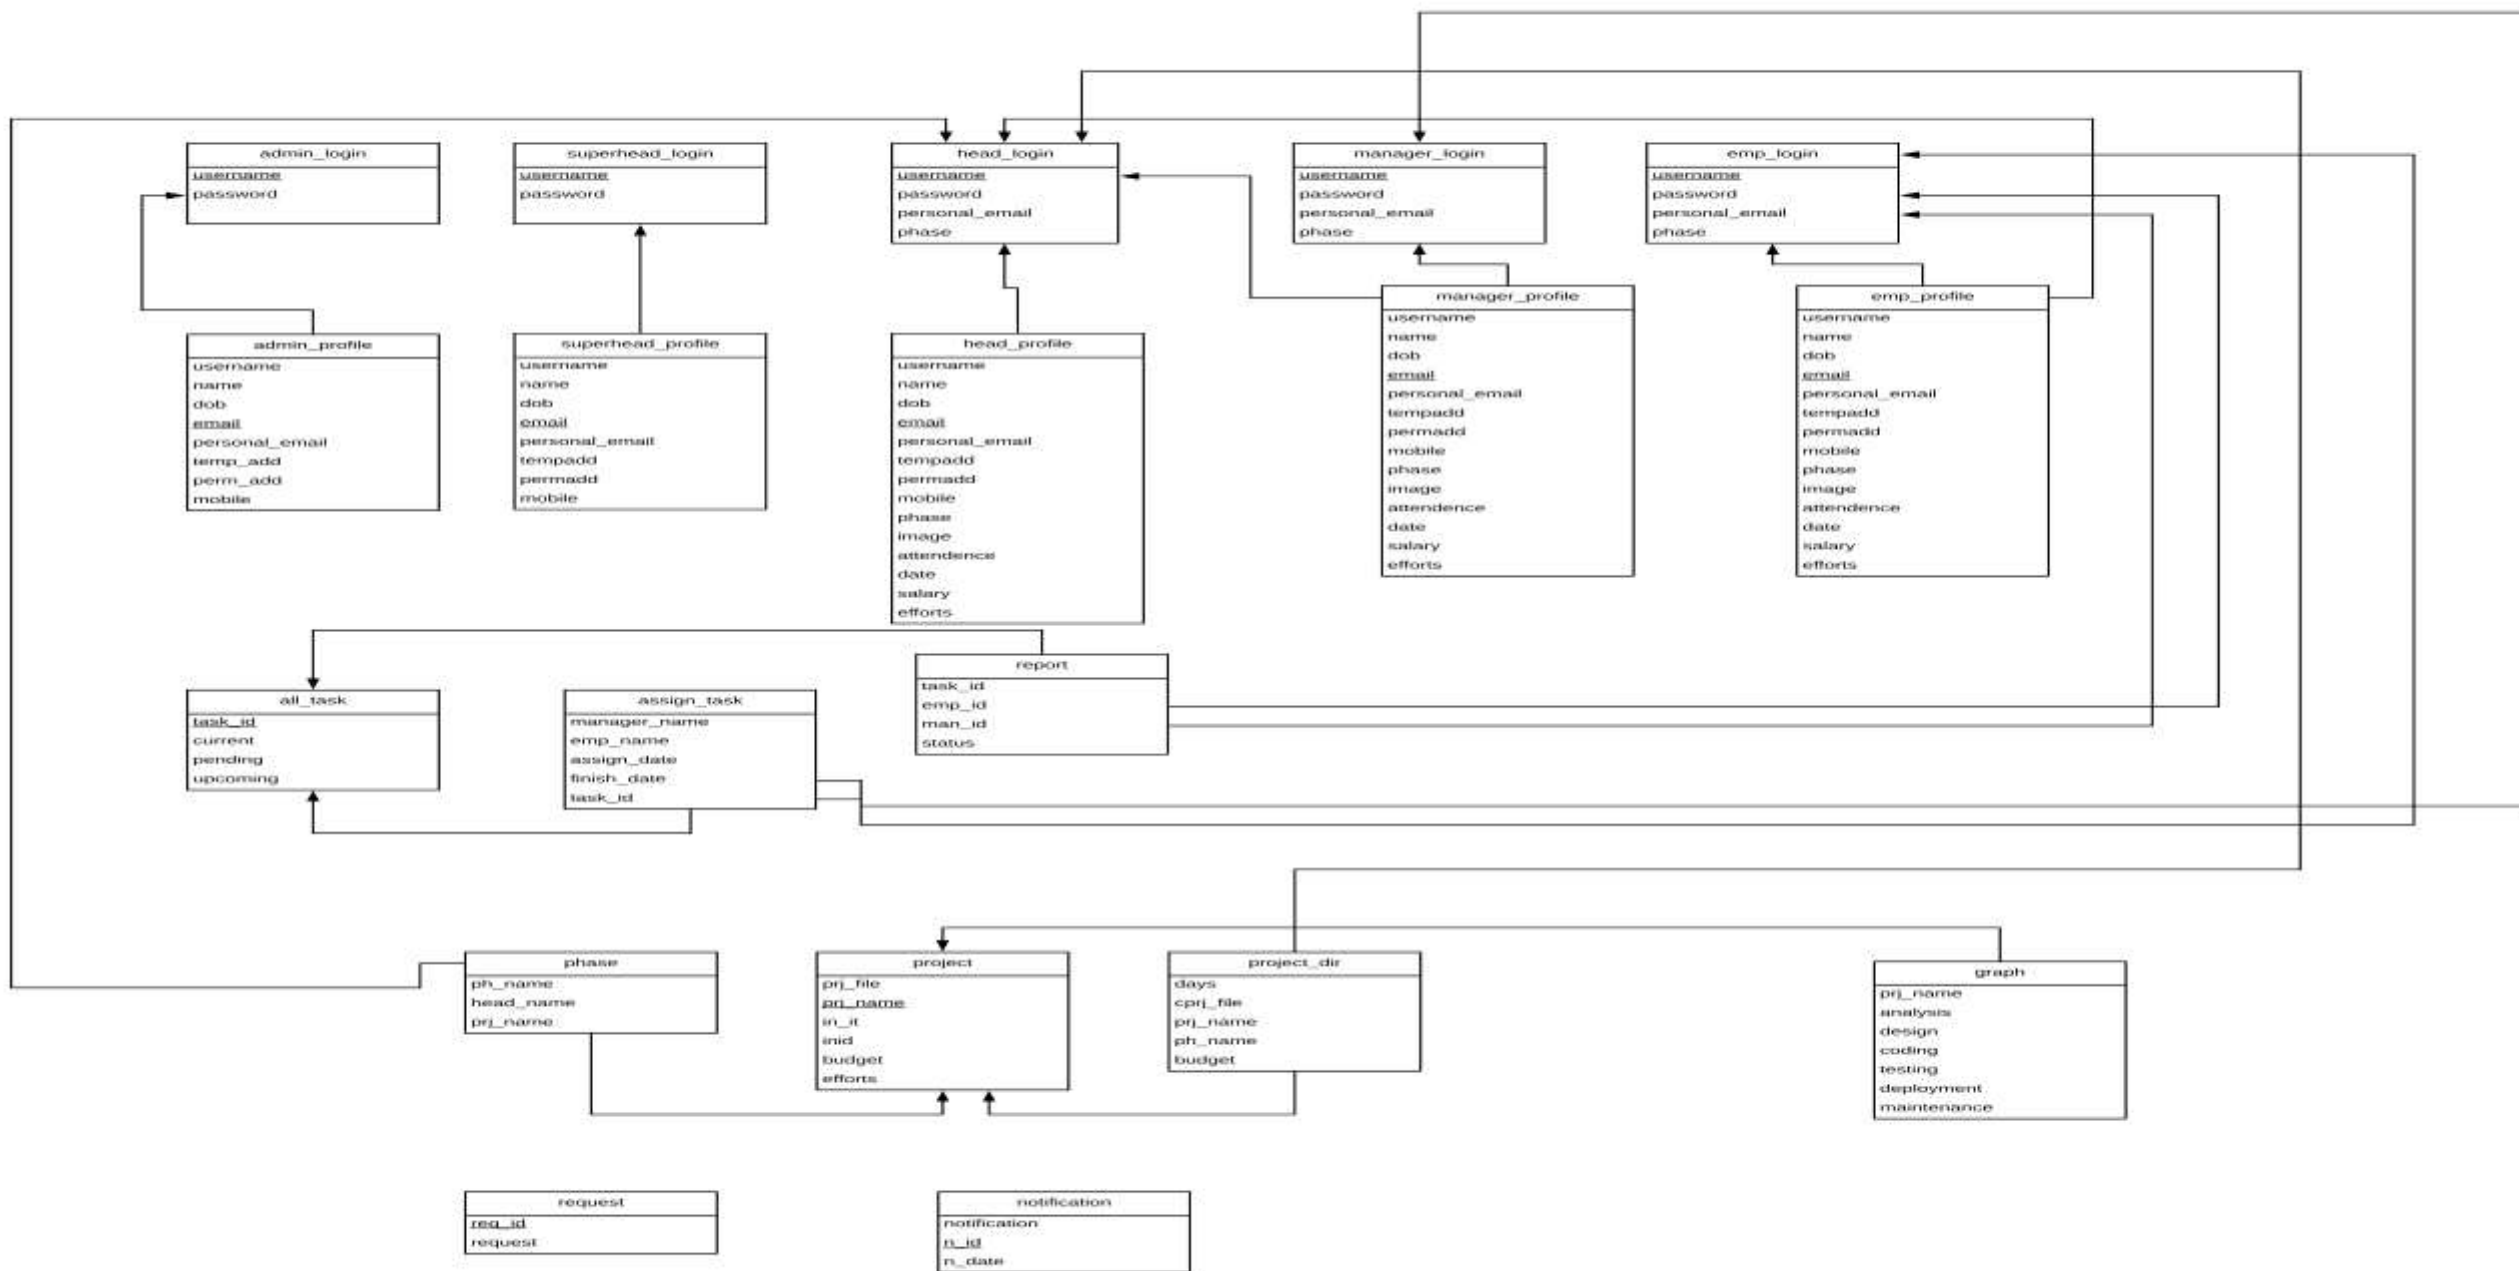 admin_login
username
password
superhead_login
username
password
head_login
username
password
personal_email
phase
manager_login
username
password
personal_email
phase
emp_login
username
password
personal_email
phase
admin_profile
username
name
dob
email
personal_email
temp_add
perm_add
mobile
superhead_profile
username
name
dob
email
personal_email
tempadd
permadd
mobile
head_profile
username
name
dob
email
personal_email
tempadd
permadd
mobile
phase
image
attendence
date
salary
efforts
manager_profile
username
name
dob
email
personal_email
tempadd
permadd
mobile
phase
image
attendence
date
salary
efforts
emp_profile
username
name
dob
email
personal_email
tempadd
permadd
mobile
phase
image
attendence
date
salary
efforts
all_task
task_id
current
pending
upcoming
assign_task
manager_name
emp_name
assign_date
finish_date
task_id
report
task_id
emp_id
man_id
status
phase
ph_name
head_name
prj_name
project
prj_file
prj_name
in_it
inid
budget
efforts
project_dir
days
cprj_file
prj_name
ph_name
budget
graph
prj_name
analysis
design
coding
testing
deployment
maintenance
request
req_id
request
notification
notification
n_id
n_date